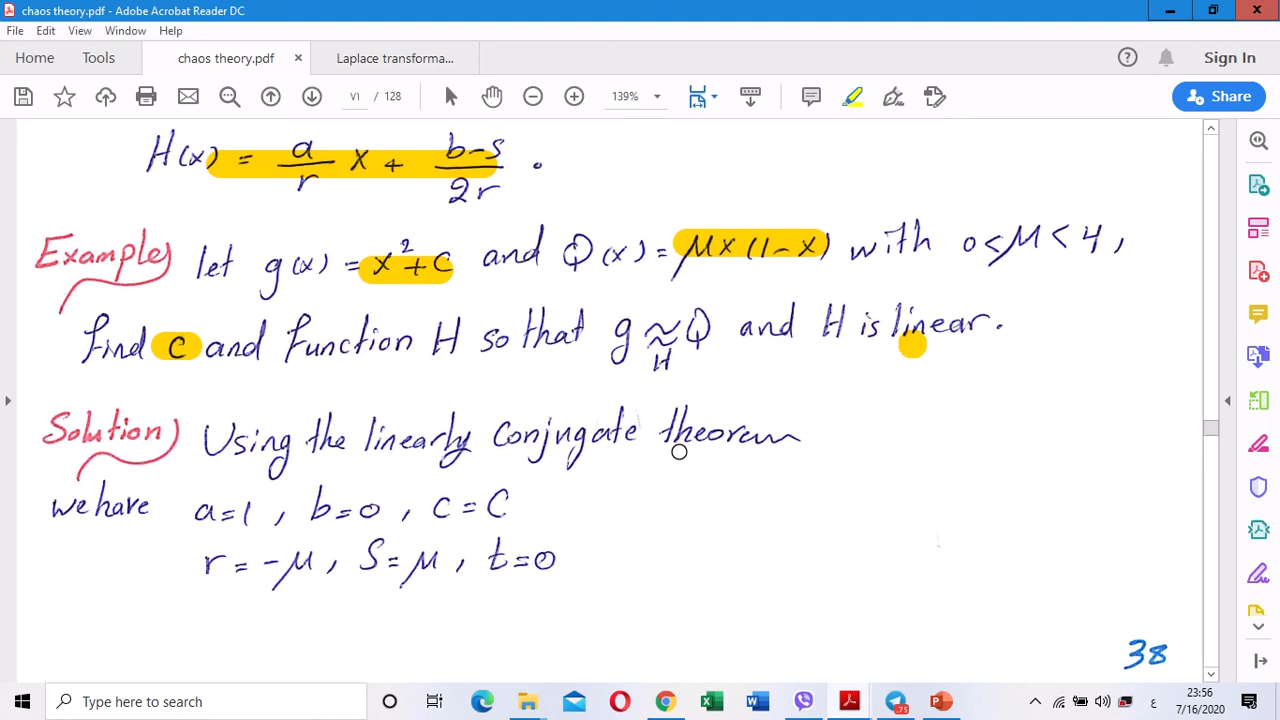 chaos theory.pdf - Adobe Acrobat Reader DC
File Edit View Window Help
Home Tools chaos theory.pdf × Laplace transforma... Sign In
٧١ / 128 139% Share
H(x) = a/r x + b-s/2r .
Example) let g(x) = x² + c and Q(x) = μx(1-x) with 0<μ<4,
find c and function H so that g ≈H Q and H is linear.
Solution) Using the linearly conjugate theorem
we have a=1, b=0, c=C
r=-μ, S=μ, t=0
38
Type here to search
.75
ع
23:56
7/16/2020